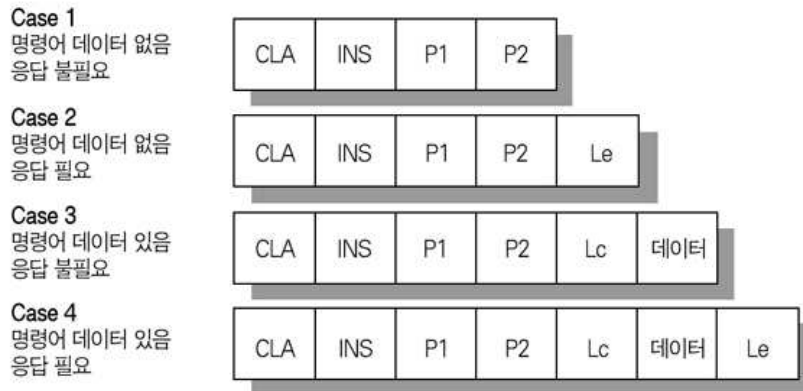 Case 1
명령어 데이터 없음
응답 불필요
CLA INS P1 P2
Case 2
명령어 데이터 없음
응답 필요
CLA INS P1 P2 Le
Case 3
명령어 데이터 있음
응답 불필요
CLA INS P1 P2 Lc 데이터
Case 4
명령어 데이터 있음
응답 필요
CLA INS P1 P2 Lc 데이터 Le